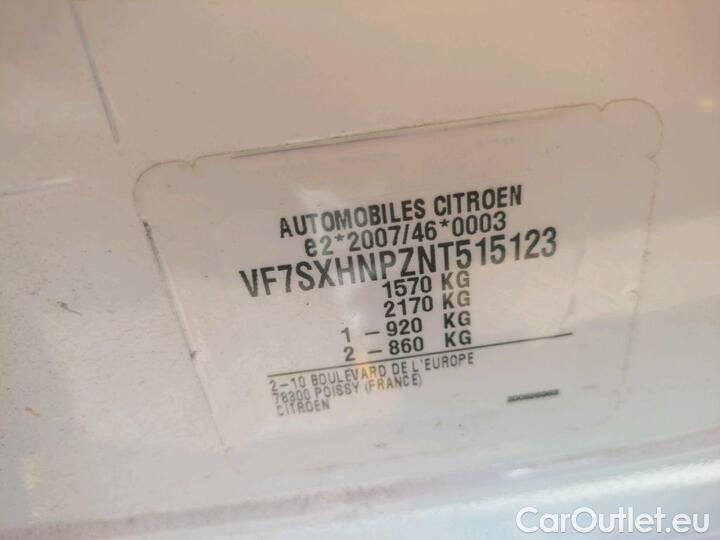 AUTOMOBILES CITROEN
e2*2007/46*0003
VF7SXHNPZNT515123
1570 KG
2170 KG
1 -920 KG
2 -860 KG
2-10 BOULEVARD DE L'EUROPE
78300 POISSY (FRANCE)
CITROEN
CarOutlet.eu